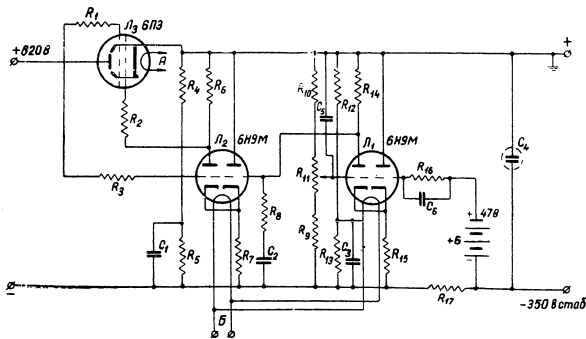 R₁
Л₃ 6П3
+820в
А
R₂
R₄
R₆
Л₂
6Н9М
R₃
R₈
C₁
R₅
R₇
C₂
Б
R₁₀
C₅
R₁₂
R₁₄
Л₁
6Н9М
R₁₁
R₉
R₁₃
C₃
R₁₅
R₁₆
C₆
+
47в
+Б
−
R₁₇
C₄
+
−
−350 в стаб